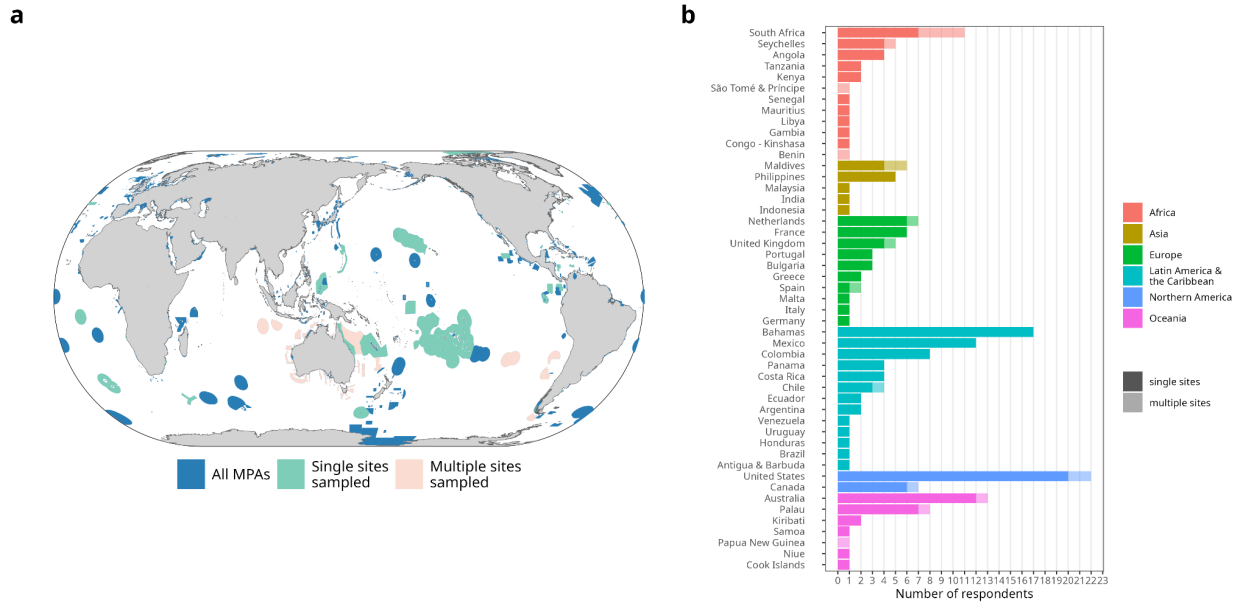 a
All MPAs
Single sites
sampled
Multiple sites
sampled
b
South Africa
Seychelles
Angola
Tanzania
Kenya
São Tomé & Príncipe
Senegal
Mauritius
Libya
Gambia
Congo - Kinshasa
Benin
Maldives
Philippines
Malaysia
India
Indonesia
Netherlands
France
United Kingdom
Portugal
Bulgaria
Greece
Spain
Malta
Italy
Germany
Bahamas
Mexico
Colombia
Panama
Costa Rica
Chile
Ecuador
Argentina
Venezuela
Uruguay
Honduras
Brazil
Antigua & Barbuda
United States
Canada
Australia
Palau
Kiribati
Samoa
Papua New Guinea
Niue
Cook Islands
0 1 2 3 4 5 6 7 8 9 10 11 12 13 14 15 16 17 18 19 20 21 22 23
Number of respondents
Africa
Asia
Europe
Latin America &
the Caribbean
Northern America
Oceania
single sites
multiple sites